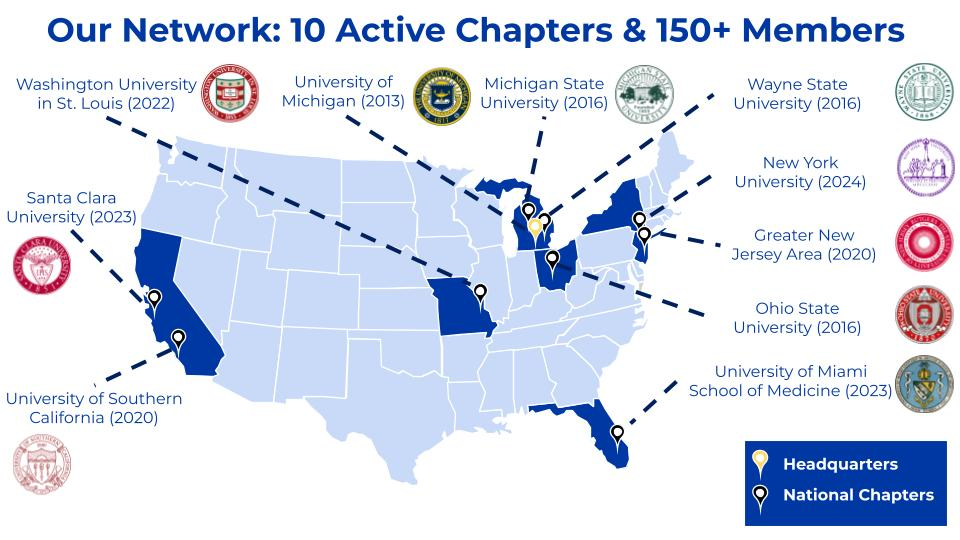 Our Network: 10 Active Chapters & 150+ Members
Washington University
in St. Louis (2022)
University of
Michigan (2013)
Michigan State
University (2016)
Wayne State
University (2016)
New York
University (2024)
Santa Clara
University (2023)
Greater New
Jersey Area (2020)
Ohio State
University (2016)
University of Miami
School of Medicine (2023)
University of Southern
California (2020)
Headquarters
National Chapters